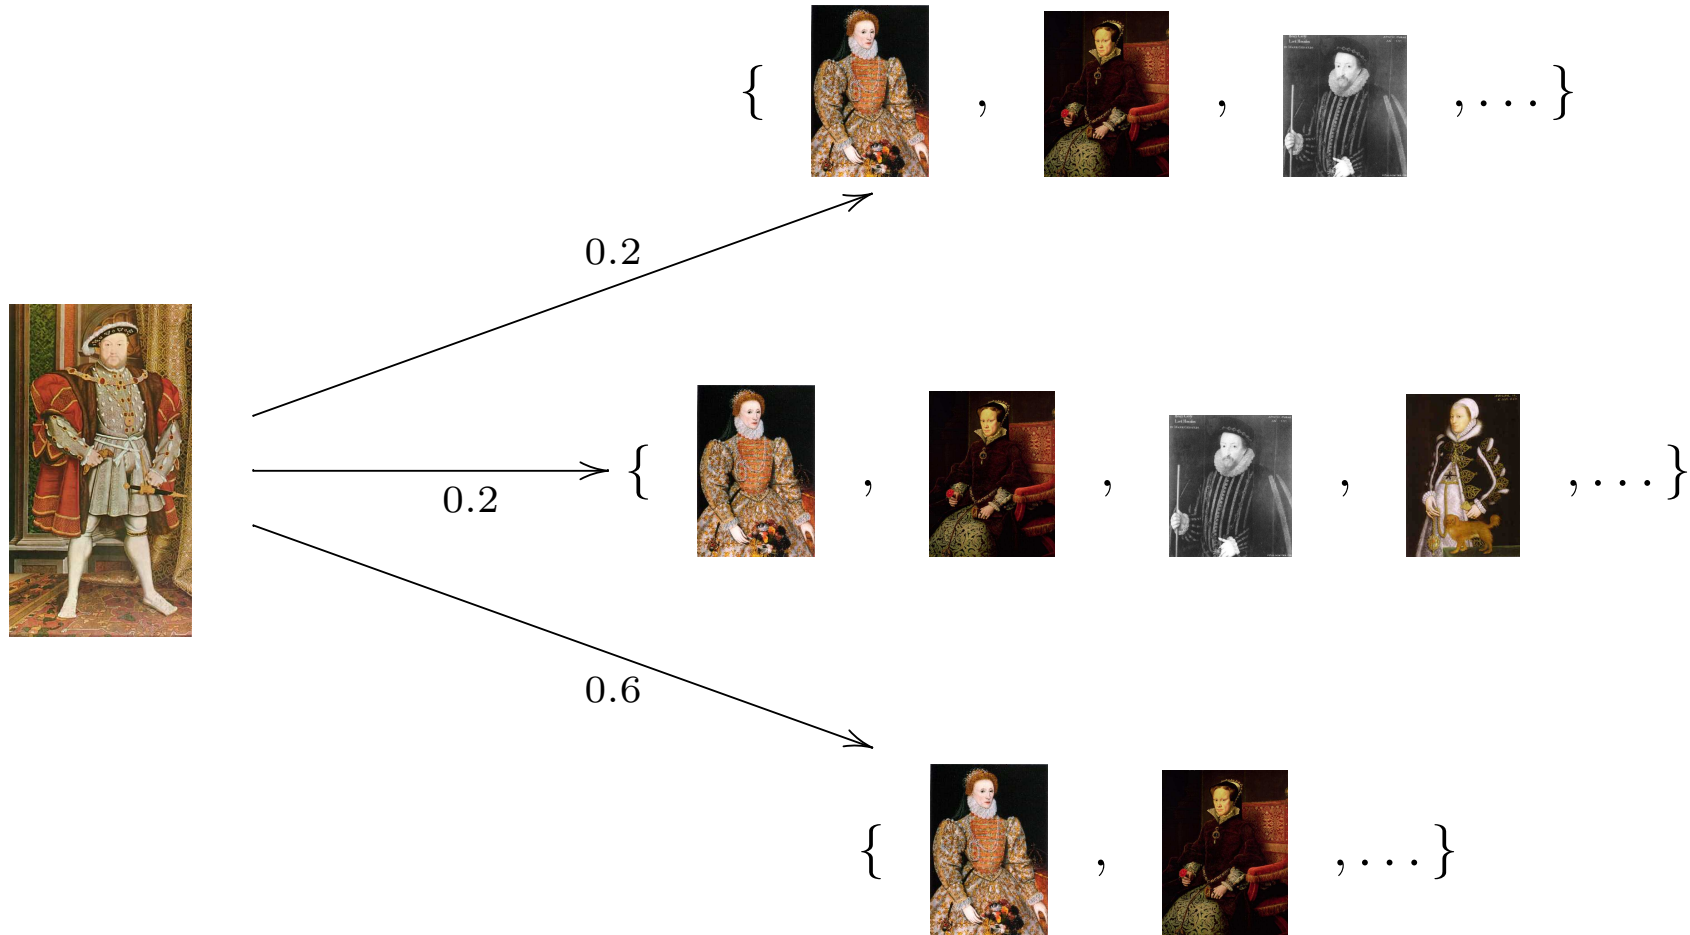 { , , , . . . }
0.2
{ , , , , . . . }
0.2
0.6
{ , , . . . }